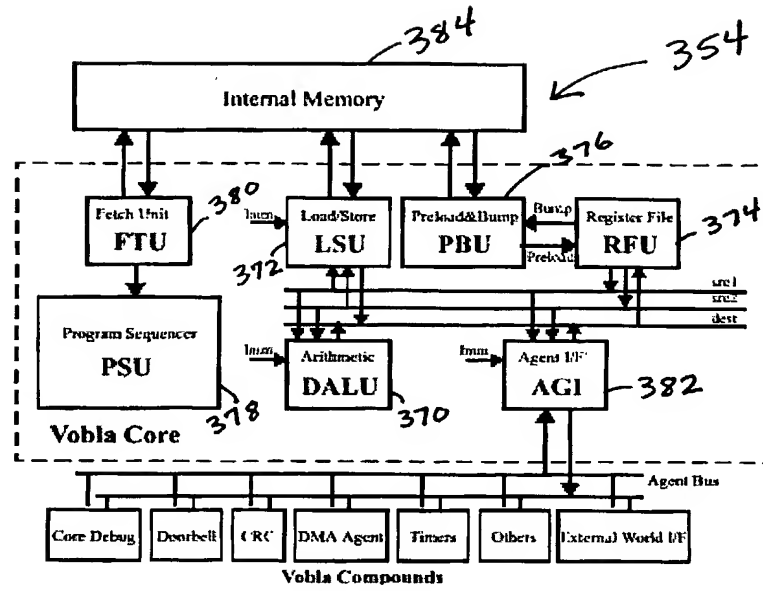 384
354
Internal Memory
376
Fetch Unit
FTU
380
Imm
Load/Store
LSU
372
Preload&Bump
PBU
Bump
Preload
Register File
RFU
374
src1
src2
dest
Program Sequencer
PSU
378
Imm
Arithmetic
DALU
370
Imm
Agent I/F
AGI
382
Vobla Core
Agent Bus
Core Debug
Doorbell
CRC
DMA Agent
Timers
Others
External World I/F
Vobla Compounds